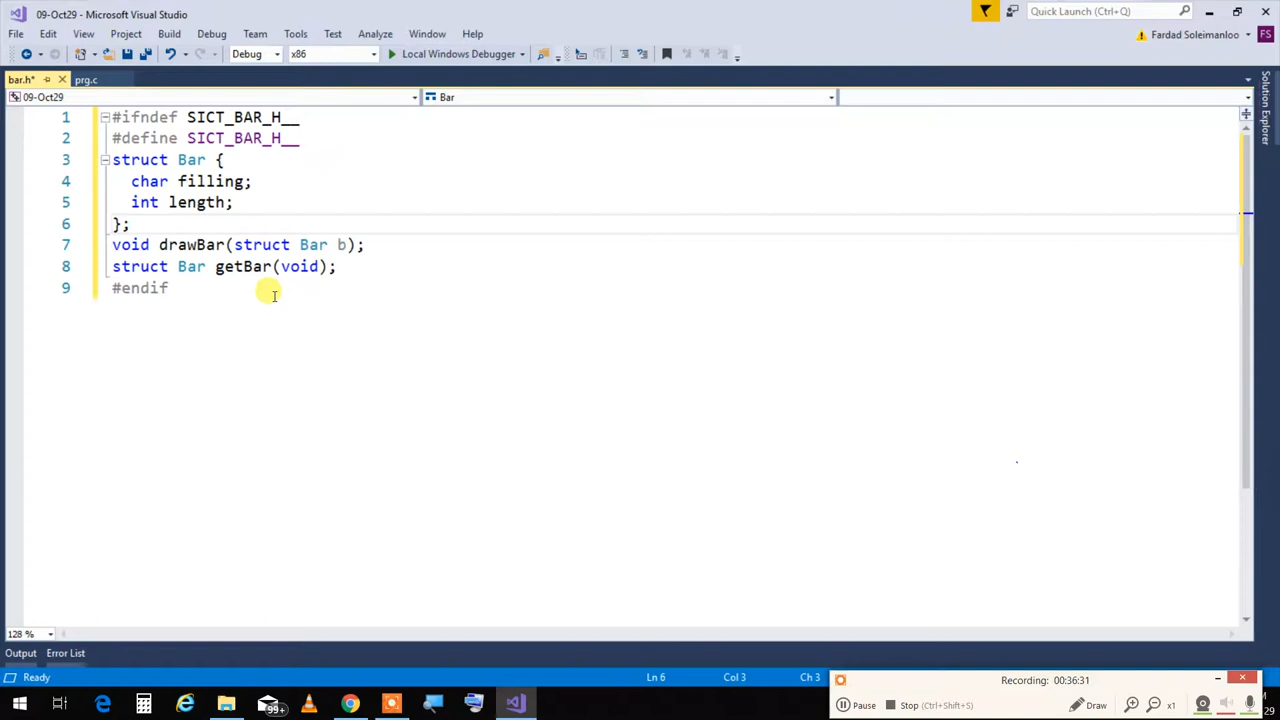 09-Oct29 - Microsoft Visual Studio
Quick Launch (Ctrl+Q)
File Edit View Project Build Debug Team Tools Test Analyze Window Help
Fardad Soleimanloo
FS
Debug x86 Local Windows Debugger
bar.h* prg.c
09-Oct29 Bar
Solution Explorer
1 #ifndef SICT_BAR_H__
2 #define SICT_BAR_H__
3 struct Bar {
4 char filling;
5 int length;
6 };
7 void drawBar(struct Bar b);
8 struct Bar getBar(void);
9 #endif
128 %
Output Error List
Ready Ln 6 Col 3 Ch 3
Recording: 00:36:31
Pause Stop (Ctrl+Shift+S) Draw x1
99+